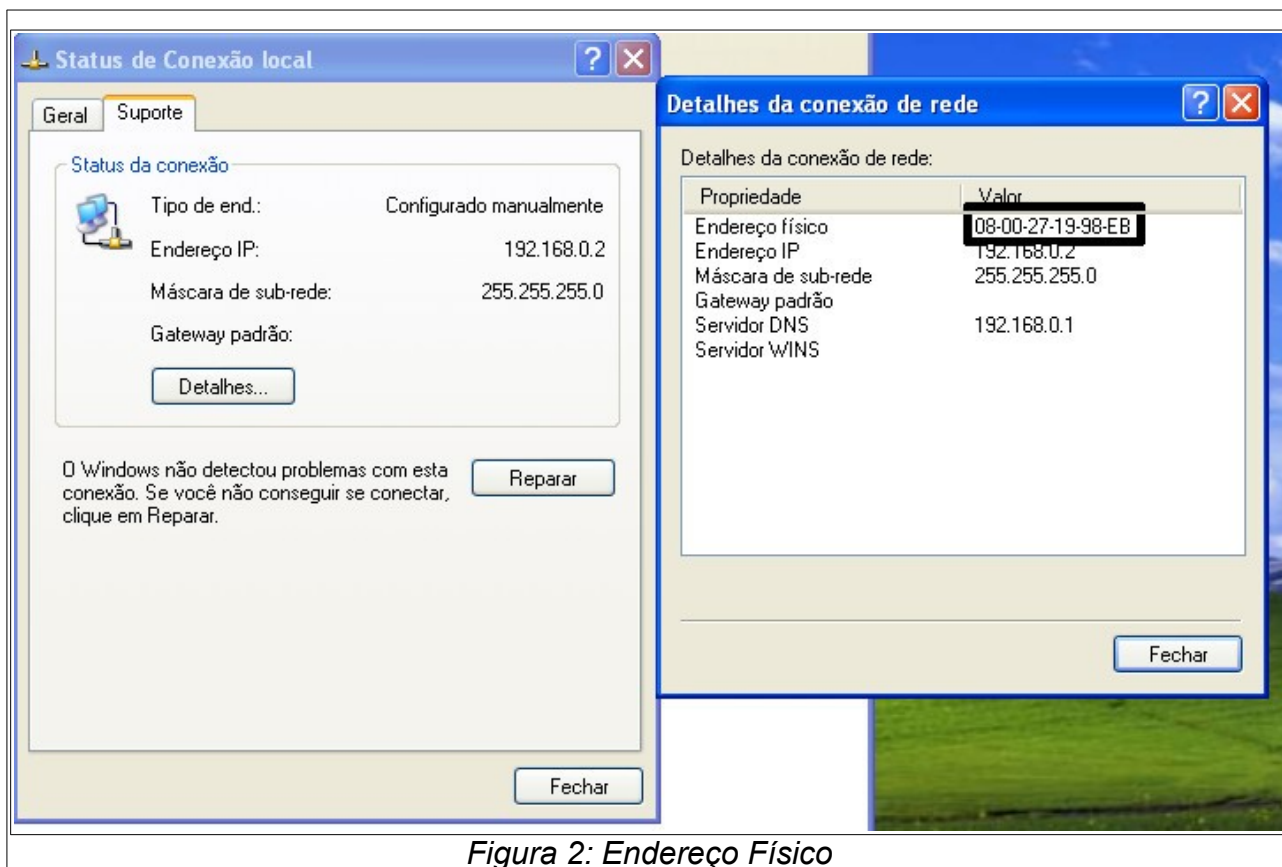 Status de Conexão local
Geral Suporte
Status da conexão
Tipo de end.: Configurado manualmente
Endereço IP: 192.168.0.2
Máscara de sub-rede: 255.255.255.0
Gateway padrão:
Detalhes...
O Windows não detectou problemas com esta
conexão. Se você não conseguir se conectar,
clique em Reparar.
Reparar
Fechar
Detalhes da conexão de rede
Detalhes da conexão de rede:
Propriedade Valor
Endereço físico 08-00-27-19-98-EB
Endereço IP 192.168.0.2
Máscara de sub-rede 255.255.255.0
Gateway padrão
Servidor DNS 192.168.0.1
Servidor WINS
Fechar
Figura 2: Endereço Físico